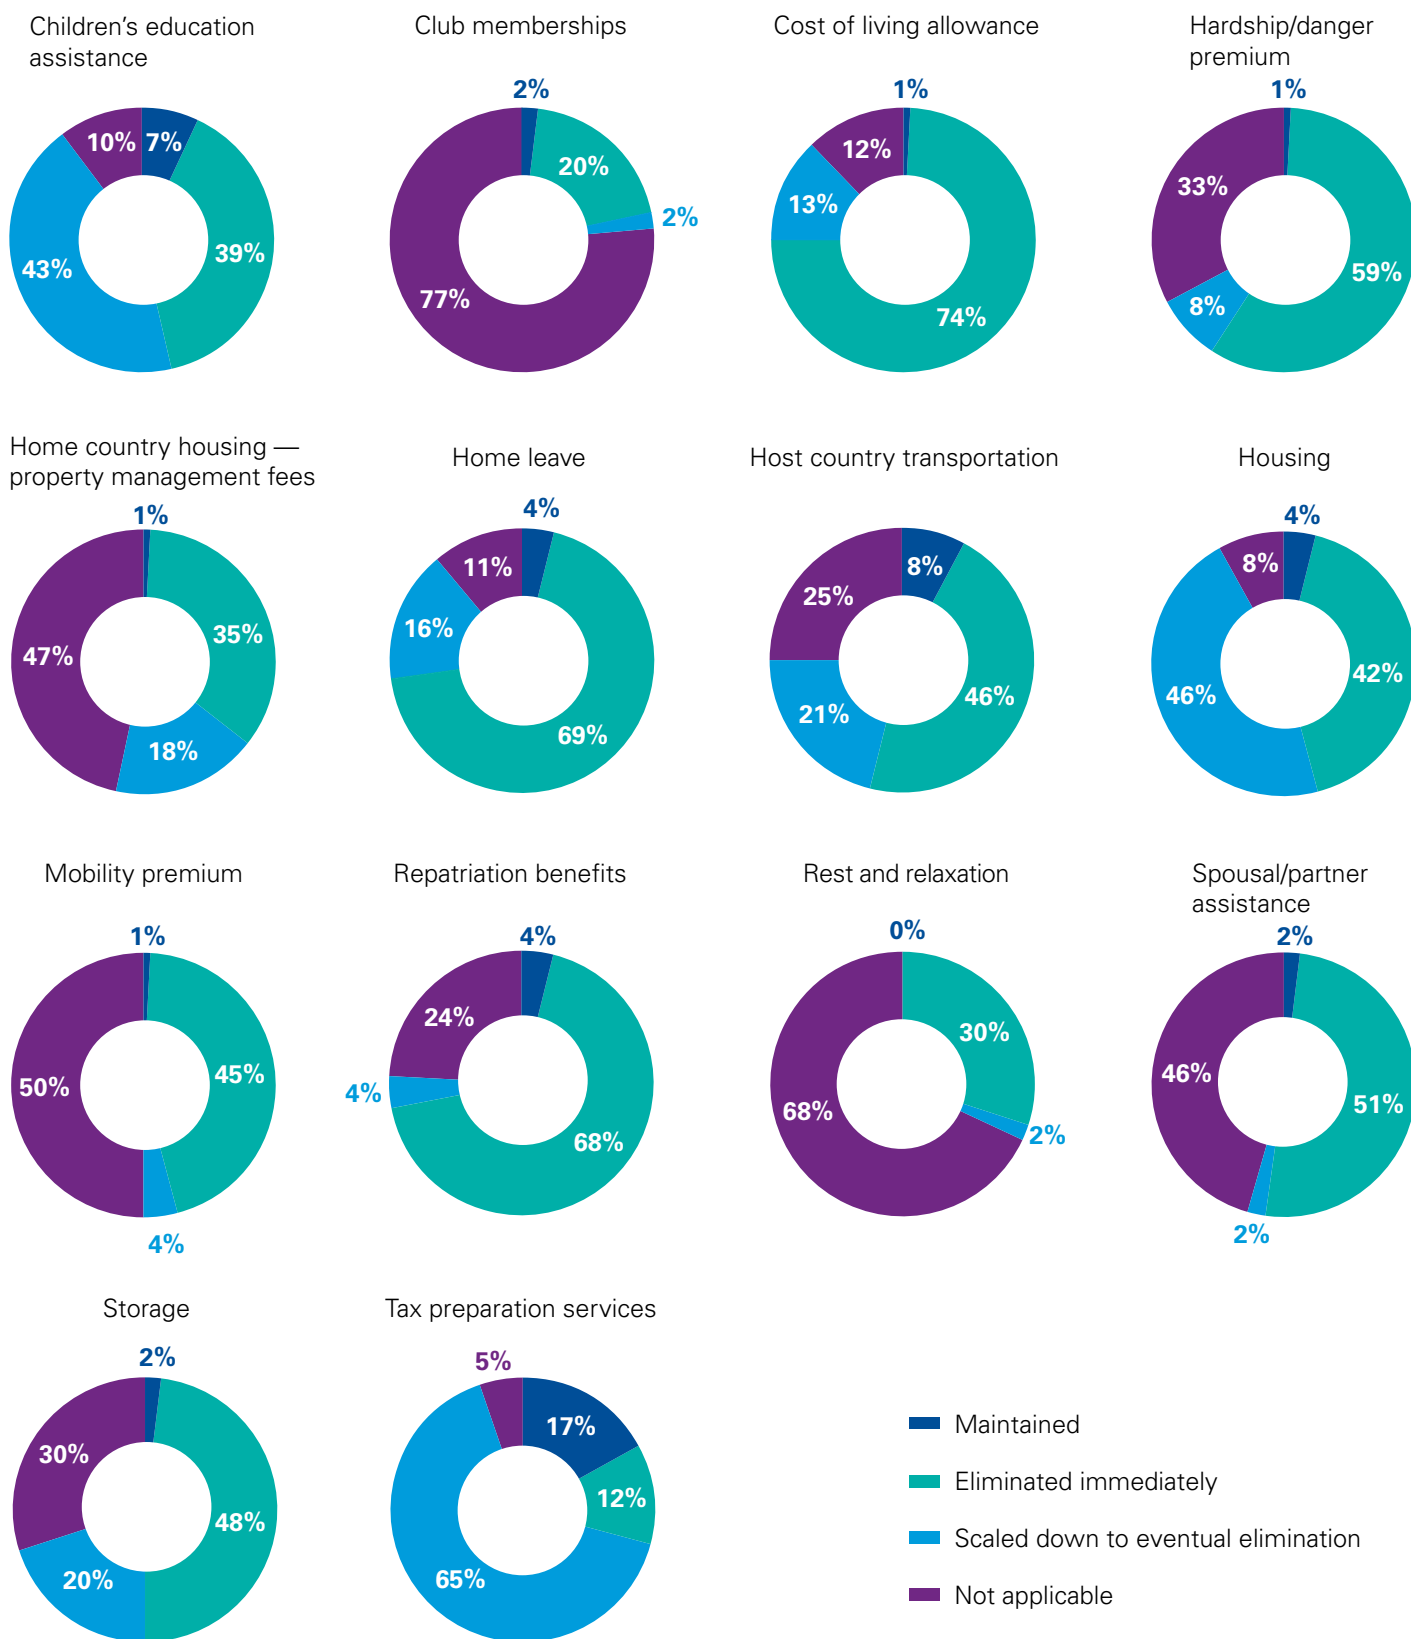 Children's education
assistance
10%
7%
43%
39%
Club memberships
2%
20%
2%
77%
Cost of living allowance
1%
12%
13%
74%
Hardship/danger
premium
1%
33%
8%
59%
Home country housing —
property management fees
1%
47%
35%
18%
Home leave
4%
11%
16%
69%
Host country transportation
8%
25%
21%
46%
Housing
4%
8%
46%
42%
Mobility premium
1%
50%
45%
4%
Repatriation benefits
4%
24%
4%
68%
Rest and relaxation
0%
30%
68%
2%
Spousal/partner
assistance
2%
46%
51%
2%
Storage
2%
30%
48%
20%
Tax preparation services
5%
17%
12%
65%
Maintained
Eliminated immediately
Scaled down to eventual elimination
Not applicable